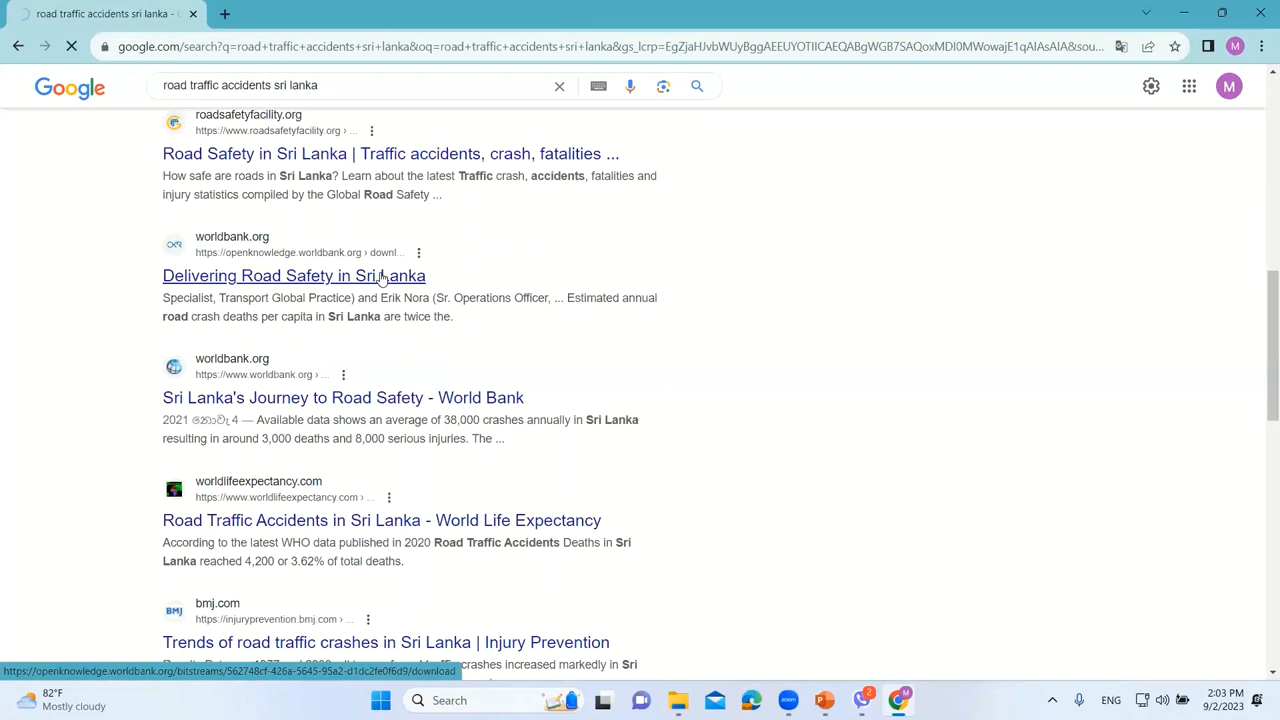 road traffic accidents sri lanka -
google.com/search?q=road+traffic+accidents+sri+lanka&oq=road+traffic+accidents+sri+lanka&gs_lcrp=EgZjaHJvbWUyBggAEEUYOTIICAEQABgWGB7SAQoxMDI0MWowajE1qAIAsAIA&sou...
M
Google
road traffic accidents sri lanka
M
roadsafetyfacility.org
https://www.roadsafetyfacility.org › ...
Road Safety in Sri Lanka | Traffic accidents, crash, fatalities ...
How safe are roads in Sri Lanka? Learn about the latest Traffic crash, accidents, fatalities and
injury statistics compiled by the Global Road Safety ...
worldbank.org
https://openknowledge.worldbank.org › downl...
Delivering Road Safety in Sri Lanka
Specialist, Transport Global Practice) and Erik Nora (Sr. Operations Officer, ... Estimated annual
road crash deaths per capita in Sri Lanka are twice the.
worldbank.org
https://www.worldbank.org › ...
Sri Lanka's Journey to Road Safety - World Bank
2021 නොවැ 4 — Available data shows an average of 38,000 crashes annually in Sri Lanka
resulting in around 3,000 deaths and 8,000 serious injuries. The ...
worldlifeexpectancy.com
https://www.worldlifeexpectancy.com › ...
Road Traffic Accidents in Sri Lanka - World Life Expectancy
According to the latest WHO data published in 2020 Road Traffic Accidents Deaths in Sri
Lanka reached 4,200 or 3.62% of total deaths.
BMJ
bmj.com
https://injuryprevention.bmj.com › ...
Trends of road traffic crashes in Sri Lanka | Injury Prevention
crashes increased markedly in Sri
https://openknowledge.worldbank.org/bitstreams/562748cf-426a-5645-95a2-d1dc2fe0f6d9/download
82°F
Mostly cloudy
Search
zoom
2
M
ENG
2:03 PM
9/2/2023